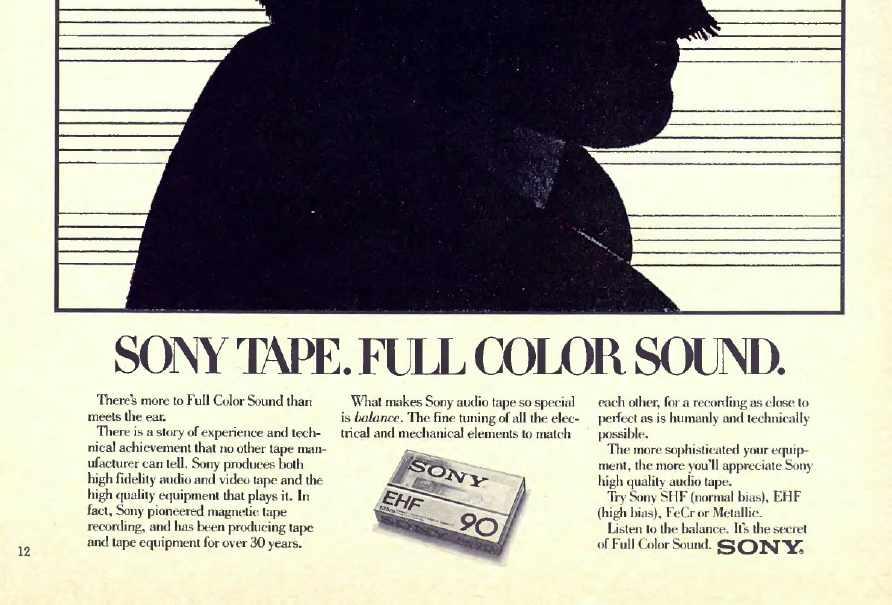 SONY TAPE. FULL COLOR SOUND.
There's more to Full Color Sound than
meets the ear.
There is a story of experience and tech-
nical achievement that no other tape man-
ufacturer can tell. Sony produces both
high fidelity audio and video tape and the
high quality equipment that plays it. In
fact, Sony pioneered magnetic tape
recording, and has been producing tape
and tape equipment for over 30 years.
What makes Sony audio tape so special
is balance. The fine tuning of all the elec-
trical and mechanical elements to match
SONY
EHF
90
each other, for a recording as close to
perfect as is humanly and technically
possible.
The more sophisticated your equip-
ment, the more you'll appreciate Sony
high quality audio tape.
Try Sony SHF (normal bias), EHF
(high bias), FeCr or Metallic.
Listen to the balance. It's the secret
of Full Color Sound. SONY®
12